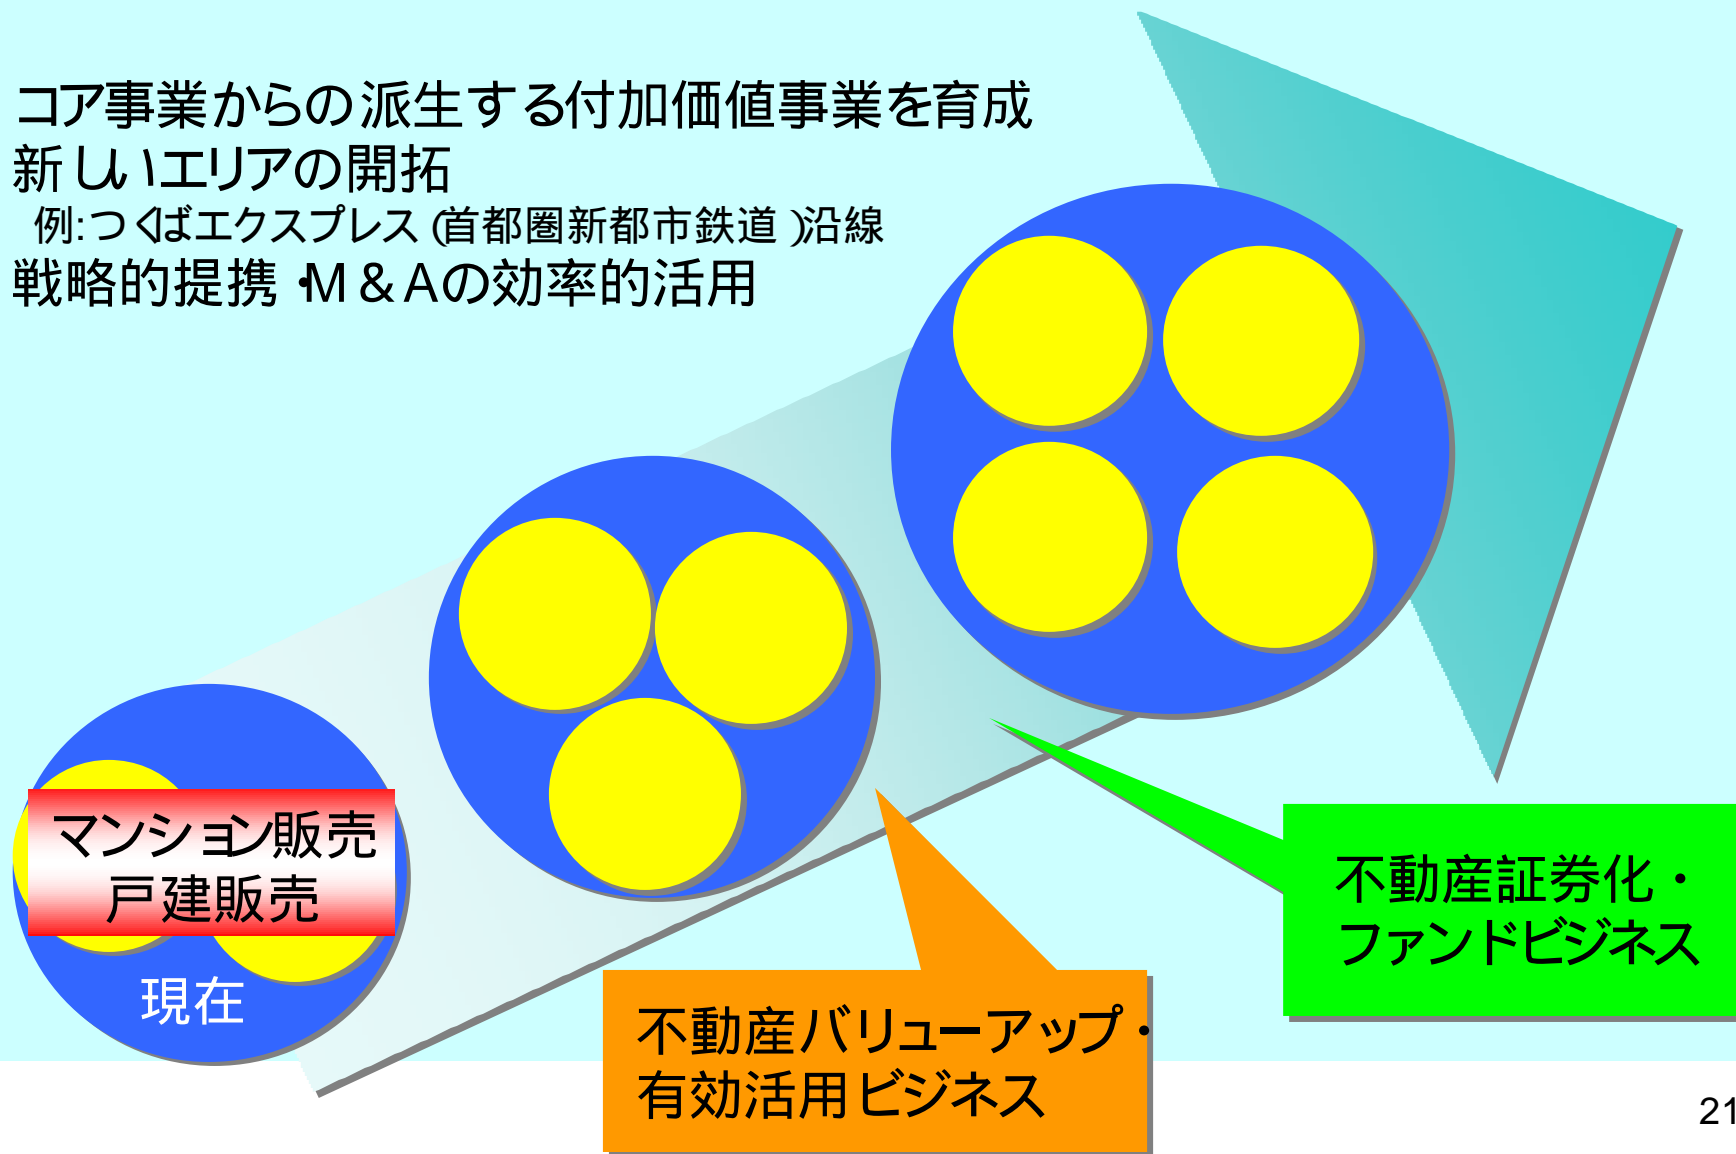 コア事業からの派生する付加価値事業を育成
新しいエリアの開拓
例:つくばエクスプレス(首都圏新都市鉄道)沿線
戦略的提携・M&Aの効率的活用
マンション販売
戸建販売
現在
不動産バリューアップ・
有効活用ビジネス
不動産証券化・
ファンドビジネス
21